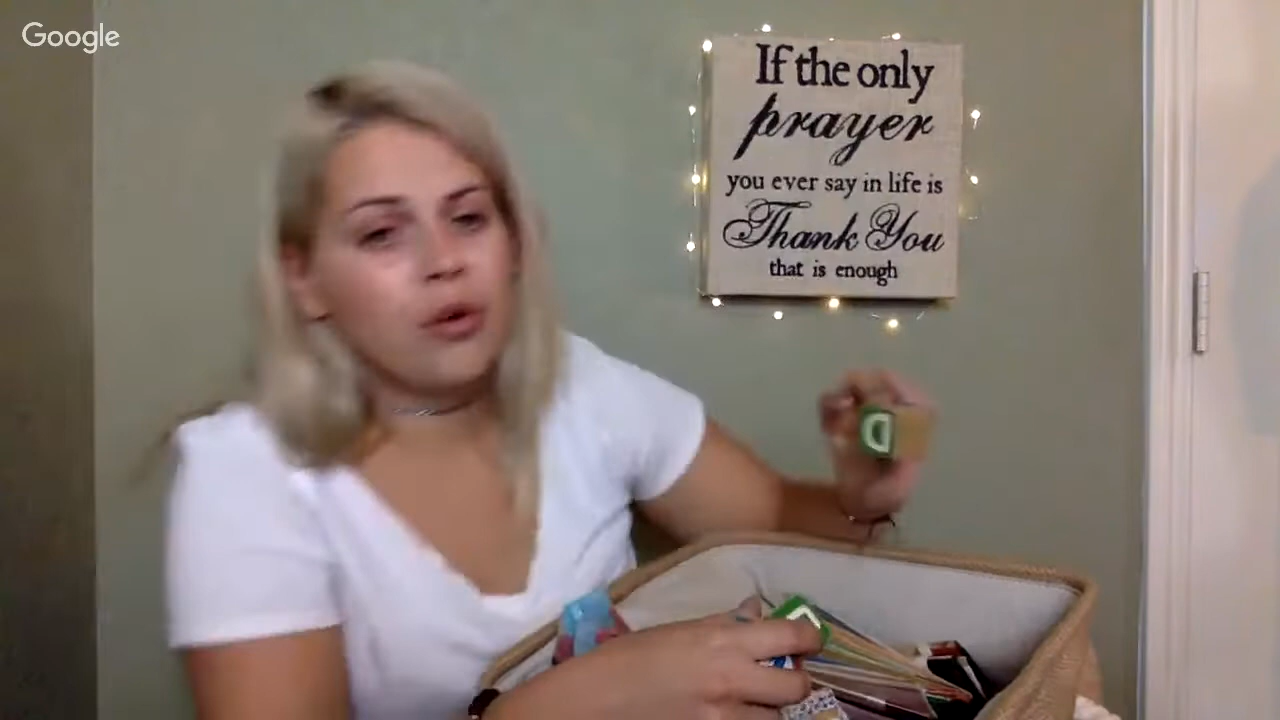 Google
If the only
prayer
you ever say in life is
Thank You
that is enough
D